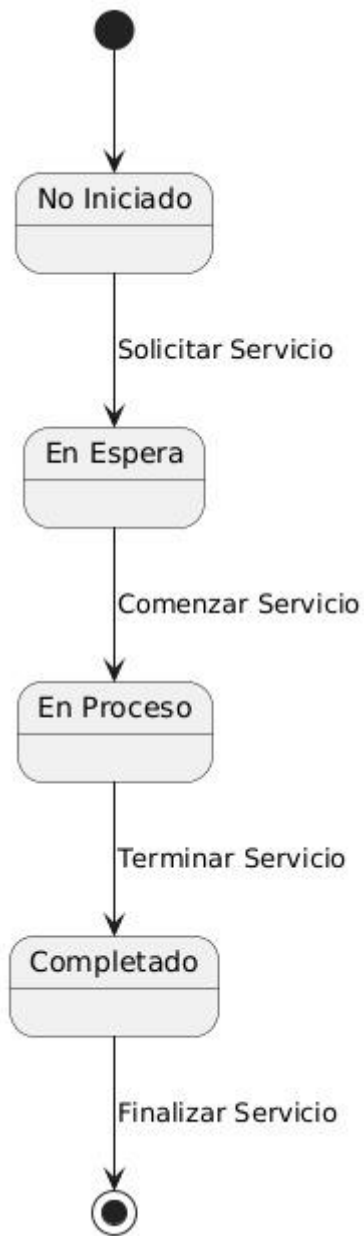 No Iniciado
Solicitar Servicio
En Espera
Comenzar Servicio
En Proceso
Terminar Servicio
Completado
Finalizar Servicio